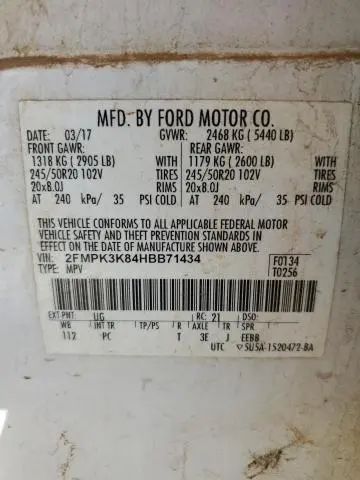 MFD. BY FORD MOTOR CO.
DATE: 03/17 GVWR: 2468 KG ( 5440 LB)
FRONT GAWR: REAR GAWR:
1318 KG ( 2905 LB) WITH 1179 KG ( 2600 LB) WITH
245/50R20 102V TIRES 245/50R20 102V TIRES
20x8.0J RIMS 20x8.0J RIMS
AT 240 kPa/ 35 PSI COLD AT 240 kPa/ 35 PSI COLD
THIS VEHICLE CONFORMS TO ALL APPLICABLE FEDERAL MOTOR
VEHICLE SAFETY AND THEFT PREVENTION STANDARDS IN
EFFECT ON THE DATE OF MANUFACTURE SHOWN ABOVE.
VIN: 2FMPK3K84HBB71434 F0134
TYPE: MPV T0256
EXT PNT: UG RC: 21 DSO:
WB BRK INT TR TP/PS R AXLE TR SPR
112 PC T 3E J EEBB
UTC 5U5A-1520472-BA